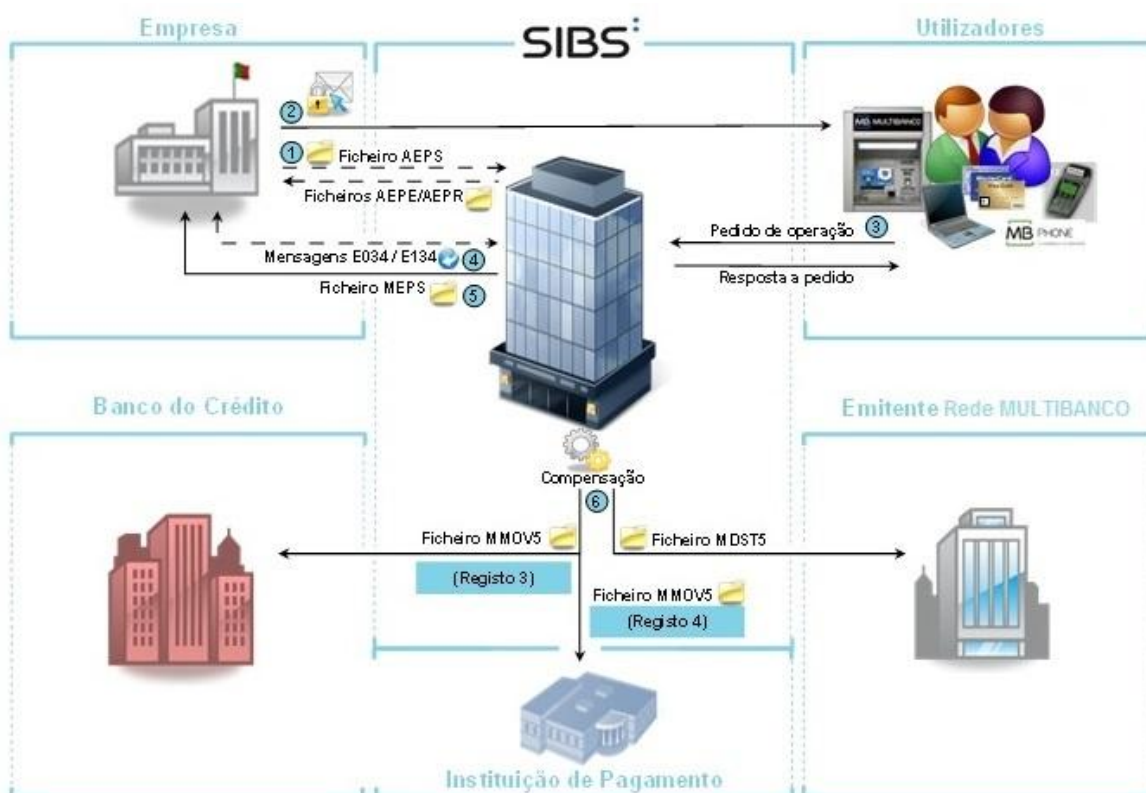 Empresa
SIBS
Utilizadores
2
MB MULTIBANCO
1
Ficheiro AEPS
Ficheiros AEPE/AEPR
Pedido de operação
3
MB PHONE
Mensagens E034 / E134
4
Resposta a pedido
Ficheiro MEPS
5
Banco do Crédito
Emitente Rede MULTIBANCO
Compensação
6
Ficheiro MMOV5
Ficheiro MDST5
(Registo 3)
Ficheiro MMOV5
(Registo 4)
Instituição de Pagamento